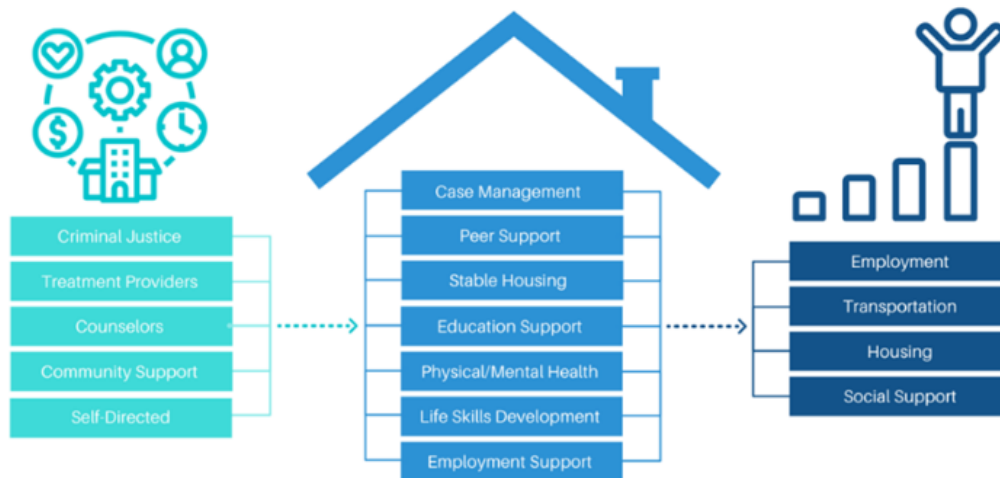 Criminal Justice
Treatment Providers
Counselors
Community Support
Self-Directed
Case Management
Peer Support
Stable Housing
Education Support
Physical/Mental Health
Life Skills Development
Employment Support
Employment
Transportation
Housing
Social Support